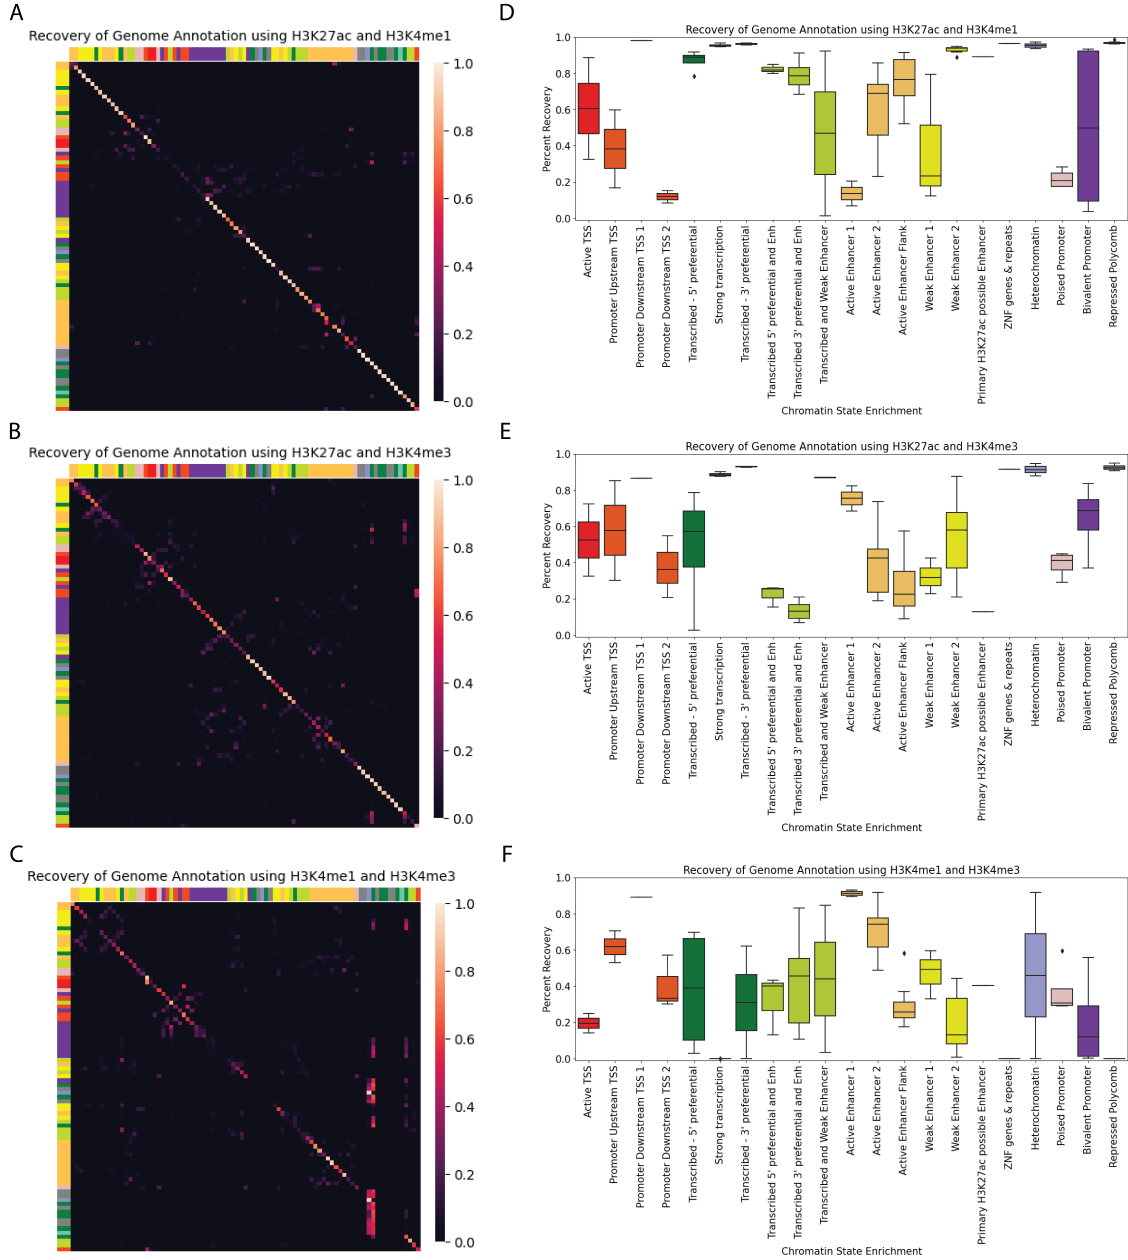 A
Recovery of Genome Annotation using H3K27ac and H3K4me1
1.0
0.8
0.6
0.4
0.2
0.0
D
Recovery of Genome Annotation using H3K27ac and H3K4me1
Percent Recovery
1.0
0.8
0.6
0.4
0.2
0.0
Active TSS
Promoter Upstream TSS
Promoter Downstream TSS 1
Promoter Downstream TSS 2
Transcribed - 5' preferential
Strong transcription
Transcribed - 3' preferential
Transcribed 5' preferential and Enh
Transcribed 3' preferential and Enh
Transcribed and Weak Enhancer
Active Enhancer 1
Active Enhancer 2
Active Enhancer Flank
Weak Enhancer 1
Weak Enhancer 2
Primary H3K27ac possible Enhancer
ZNF genes & repeats
Heterochromatin
Poised Promoter
Bivalent Promoter
Repressed Polycomb
Chromatin State Enrichment
B
Recovery of Genome Annotation using H3K27ac and H3K4me3
1.0
0.8
0.6
0.4
0.2
0.0
E
Recovery of Genome Annotation using H3K27ac and H3K4me3
Percent Recovery
1.0
0.8
0.6
0.4
0.2
0.0
Active TSS
Promoter Upstream TSS
Promoter Downstream TSS 1
Promoter Downstream TSS 2
Transcribed - 5' preferential
Strong transcription
Transcribed - 3' preferential
Transcribed 5' preferential and Enh
Transcribed 3' preferential and Enh
Transcribed and Weak Enhancer
Active Enhancer 1
Active Enhancer 2
Active Enhancer Flank
Weak Enhancer 1
Weak Enhancer 2
Primary H3K27ac possible Enhancer
ZNF genes & repeats
Heterochromatin
Poised Promoter
Bivalent Promoter
Repressed Polycomb
Chromatin State Enrichment
C
Recovery of Genome Annotation using H3K4me1 and H3K4me3
1.0
0.8
0.6
0.4
0.2
0.0
F
Recovery of Genome Annotation using H3K4me1 and H3K4me3
Percent Recovery
1.0
0.8
0.6
0.4
0.2
0.0
Active TSS
Promoter Upstream TSS
Promoter Downstream TSS 1
Promoter Downstream TSS 2
Transcribed - 5' preferential
Strong transcription
Transcribed - 3' preferential
Transcribed 5' preferential and Enh
Transcribed 3' preferential and Enh
Transcribed and Weak Enhancer
Active Enhancer 1
Active Enhancer 2
Active Enhancer Flank
Weak Enhancer 1
Weak Enhancer 2
Primary H3K27ac possible Enhancer
ZNF genes & repeats
Heterochromatin
Poised Promoter
Bivalent Promoter
Repressed Polycomb
Chromatin State Enrichment